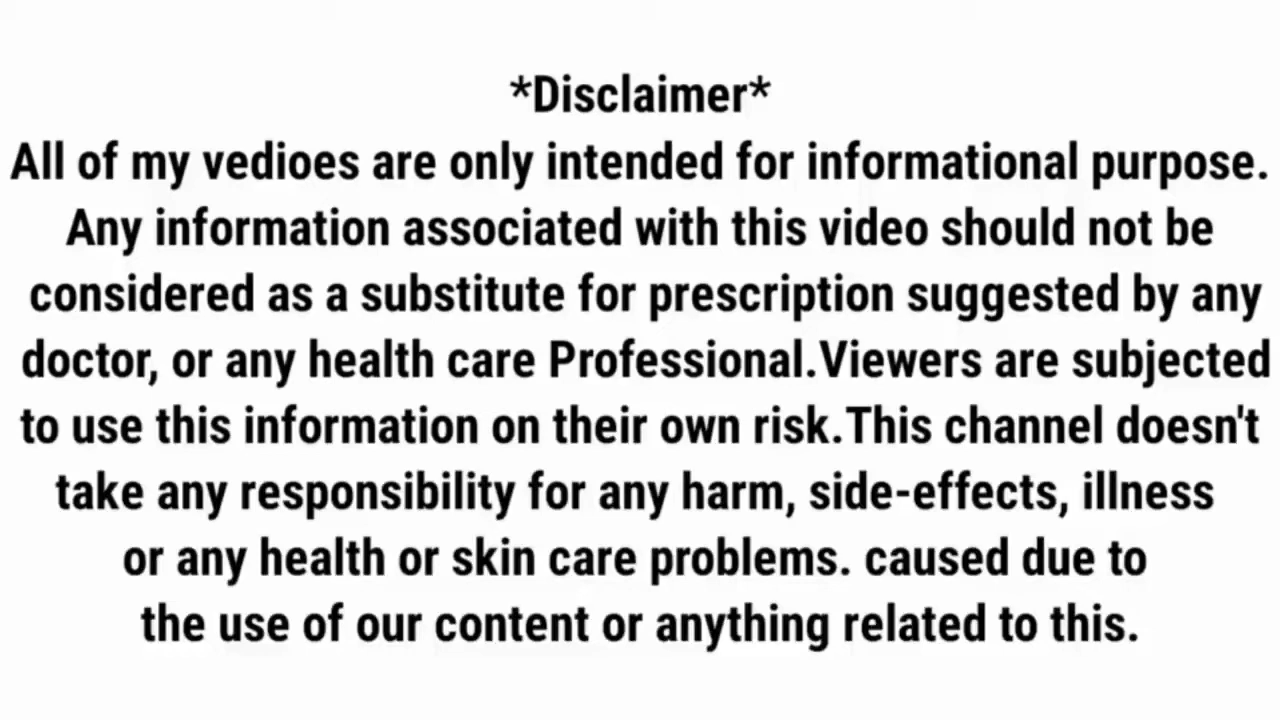 *Disclaimer*
All of my vedioes are only intended for informational purpose.
Any information associated with this video should not be
considered as a substitute for prescription suggested by any
doctor, or any health care Professional.Viewers are subjected
to use this information on their own risk.This channel doesn't
take any responsibility for any harm, side-effects, illness
or any health or skin care problems. caused due to
the use of our content or anything related to this.